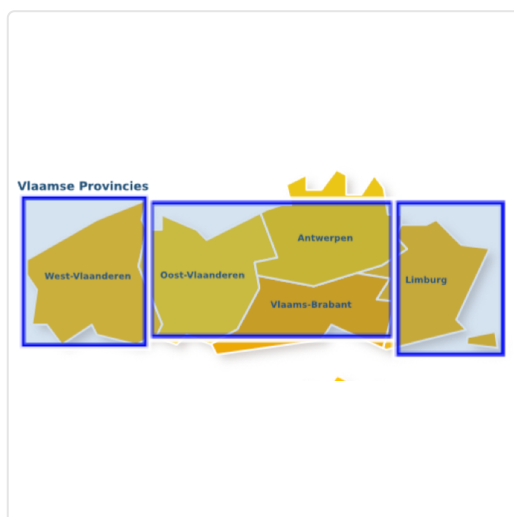 Vlaamse Provincies
Antwerpen
West-Vlaanderen
Oost-Vlaanderen
Limburg
Vlaams-Brabant